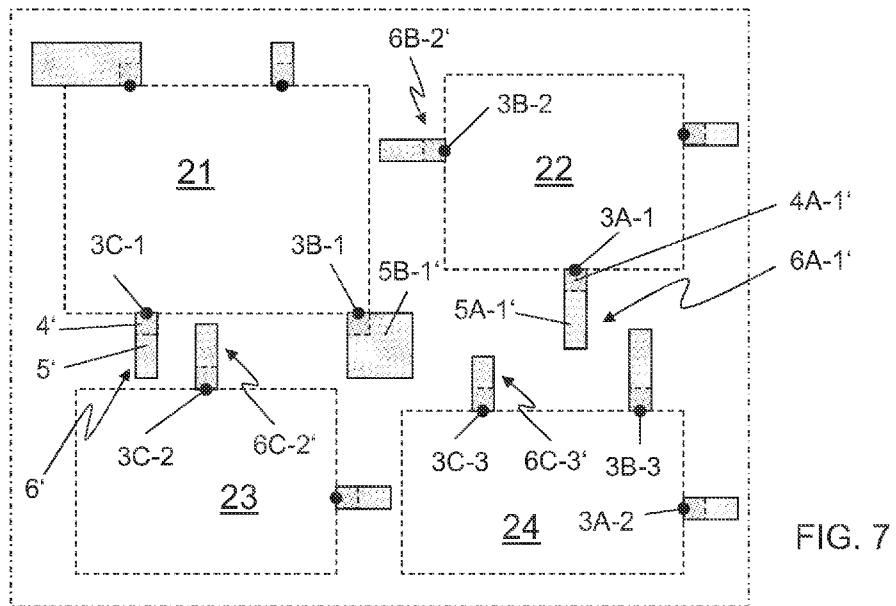 6B-2‘
3B-2
21
22
3A-1
4A-1‘
3C-1
3B-1
5B-1‘
6A-1‘
4‘
5A-1‘
5‘
3C-2
6C-2‘
3C-3
6C-3‘
3B-3
6‘
23
24
3A-2
FIG. 7